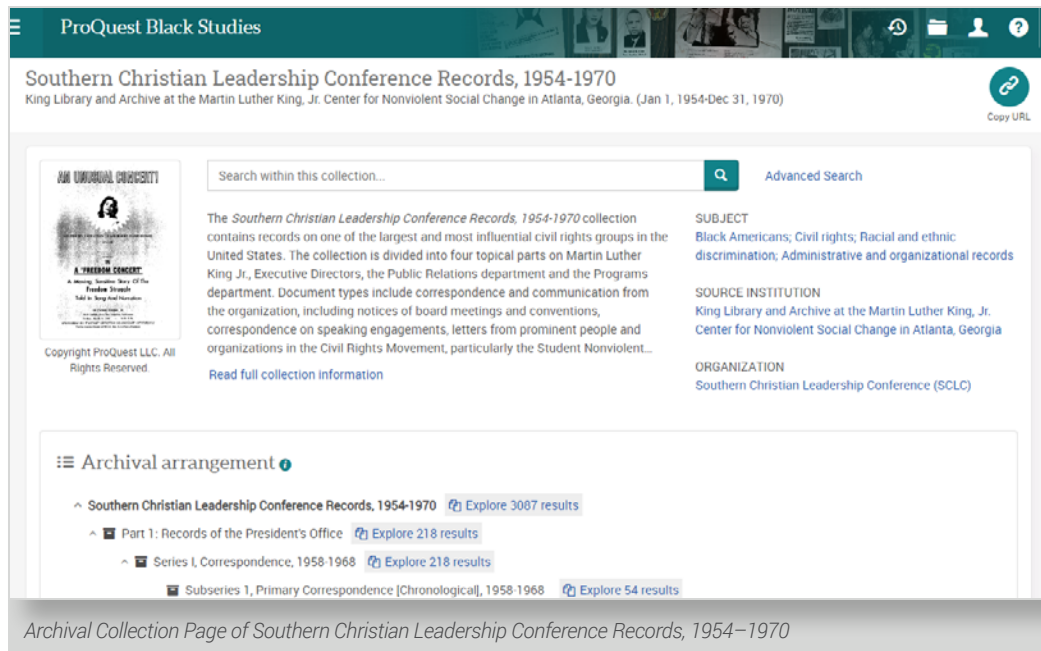 ProQuest Black Studies
Southern Christian Leadership Conference Records, 1954-1970
King Library and Archive at the Martin Luther King, Jr. Center for Nonviolent Social Change in Atlanta, Georgia. (Jan 1, 1954-Dec 31, 1970)
Copy URL
AN UNUSUAL CONCERT!
A "FREEDOM CONCERT"
A Moving, Narrative Story Of The
Freedom Struggle
Told In Song And Narration
Copyright ProQuest LLC. All
Rights Reserved.
Search within this collection...
Advanced Search
The Southern Christian Leadership Conference Records, 1954-1970 collection
contains records on one of the largest and most influential civil rights groups in the
United States. The collection is divided into four topical parts on Martin Luther
King Jr., Executive Directors, the Public Relations department and the Programs
department. Document types include correspondence and communication from
the organization, including notices of board meetings and conventions,
correspondence on speaking engagements, letters from prominent people and
organizations in the Civil Rights Movement, particularly the Student Nonviolent...
Read full collection information
SUBJECT
Black Americans; Civil rights; Racial and ethnic
discrimination; Administrative and organizational records
SOURCE INSTITUTION
King Library and Archive at the Martin Luther King, Jr.
Center for Nonviolent Social Change in Atlanta, Georgia
ORGANIZATION
Southern Christian Leadership Conference (SCLC)
Archival arrangement
Southern Christian Leadership Conference Records, 1954-1970 Explore 3087 results
Part 1: Records of the President's Office Explore 218 results
Series I, Correspondence, 1958-1968 Explore 218 results
Subseries 1, Primary Correspondence [Chronological], 1958-1968 Explore 54 results
Archival Collection Page of Southern Christian Leadership Conference Records, 1954–1970